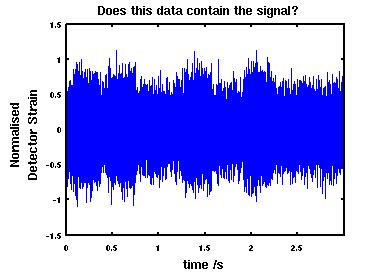 Does this data contain the signal?
1.5
1
0.5
0
-0.5
-1
-1.5
Normalised
Detector Strain
0 0.5 1 1.5 2 2.5
time /s